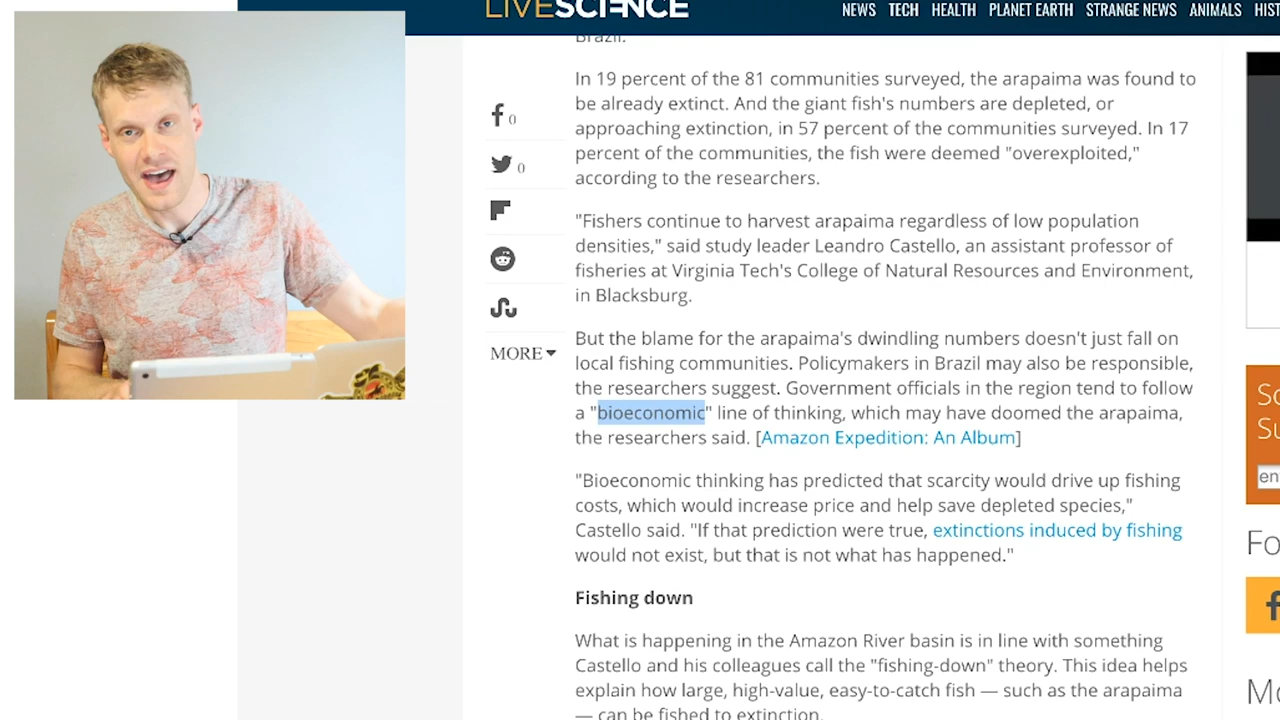 LIVESCIENCE
NEWS TECH HEALTH PLANET EARTH STRANGE NEWS ANIMALS
Brazil.
In 19 percent of the 81 communities surveyed, the arapaima was found to
be already extinct. And the giant fish's numbers are depleted, or
approaching extinction, in 57 percent of the communities surveyed. In 17
percent of the communities, the fish were deemed "overexploited,"
according to the researchers.
0
0
MORE
"Fishers continue to harvest arapaima regardless of low population
densities," said study leader Leandro Castello, an assistant professor of
fisheries at Virginia Tech's College of Natural Resources and Environment,
in Blacksburg.
But the blame for the arapaima's dwindling numbers doesn't just fall on
local fishing communities. Policymakers in Brazil may also be responsible,
the researchers suggest. Government officials in the region tend to follow
a "bioeconomic" line of thinking, which may have doomed the arapaima,
the researchers said. [Amazon Expedition: An Album]
"Bioeconomic thinking has predicted that scarcity would drive up fishing
costs, which would increase price and help save depleted species,"
Castello said. "If that prediction were true, extinctions induced by fishing
would not exist, but that is not what has happened."
Fishing down
What is happening in the Amazon River basin is in line with something
Castello and his colleagues call the "fishing-down" theory. This idea helps
explain how large, high-value, easy-to-catch fish — such as the arapaima
— can be fished to extinction.